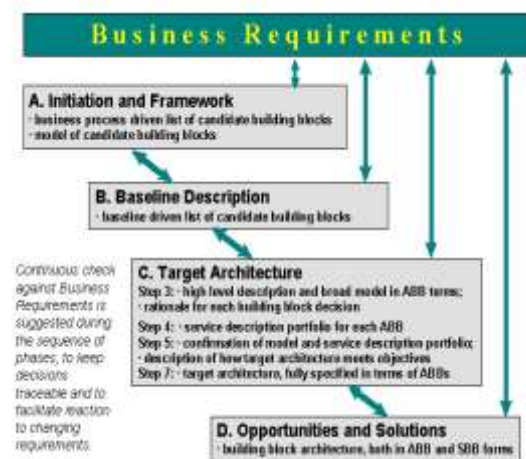 Business Requirements
A. Initiation and Framework
· business process driven list of candidate building blocks
· model of candidate building blocks
B. Baseline Description
· baseline driven list of candidate building blocks
C. Target Architecture
Step 3: · high level description and broad model in ABB terms;
· rationale for each building block decision
Step 4: · service description portfolio for each ABB
Step 5: · confirmation of model and service description portfolio;
· description of how target architecture meets objectives
Step 7: · target architecture, fully specified in terms of ABBs
Continuous check
against Business
Requirements is
suggested during
the sequence of
phases, to keep
decisions
traceable and to
facilitate reaction
to changing
requirements.
D. Opportunities and Solutions
· building block architecture, both in ABB and SBB forms